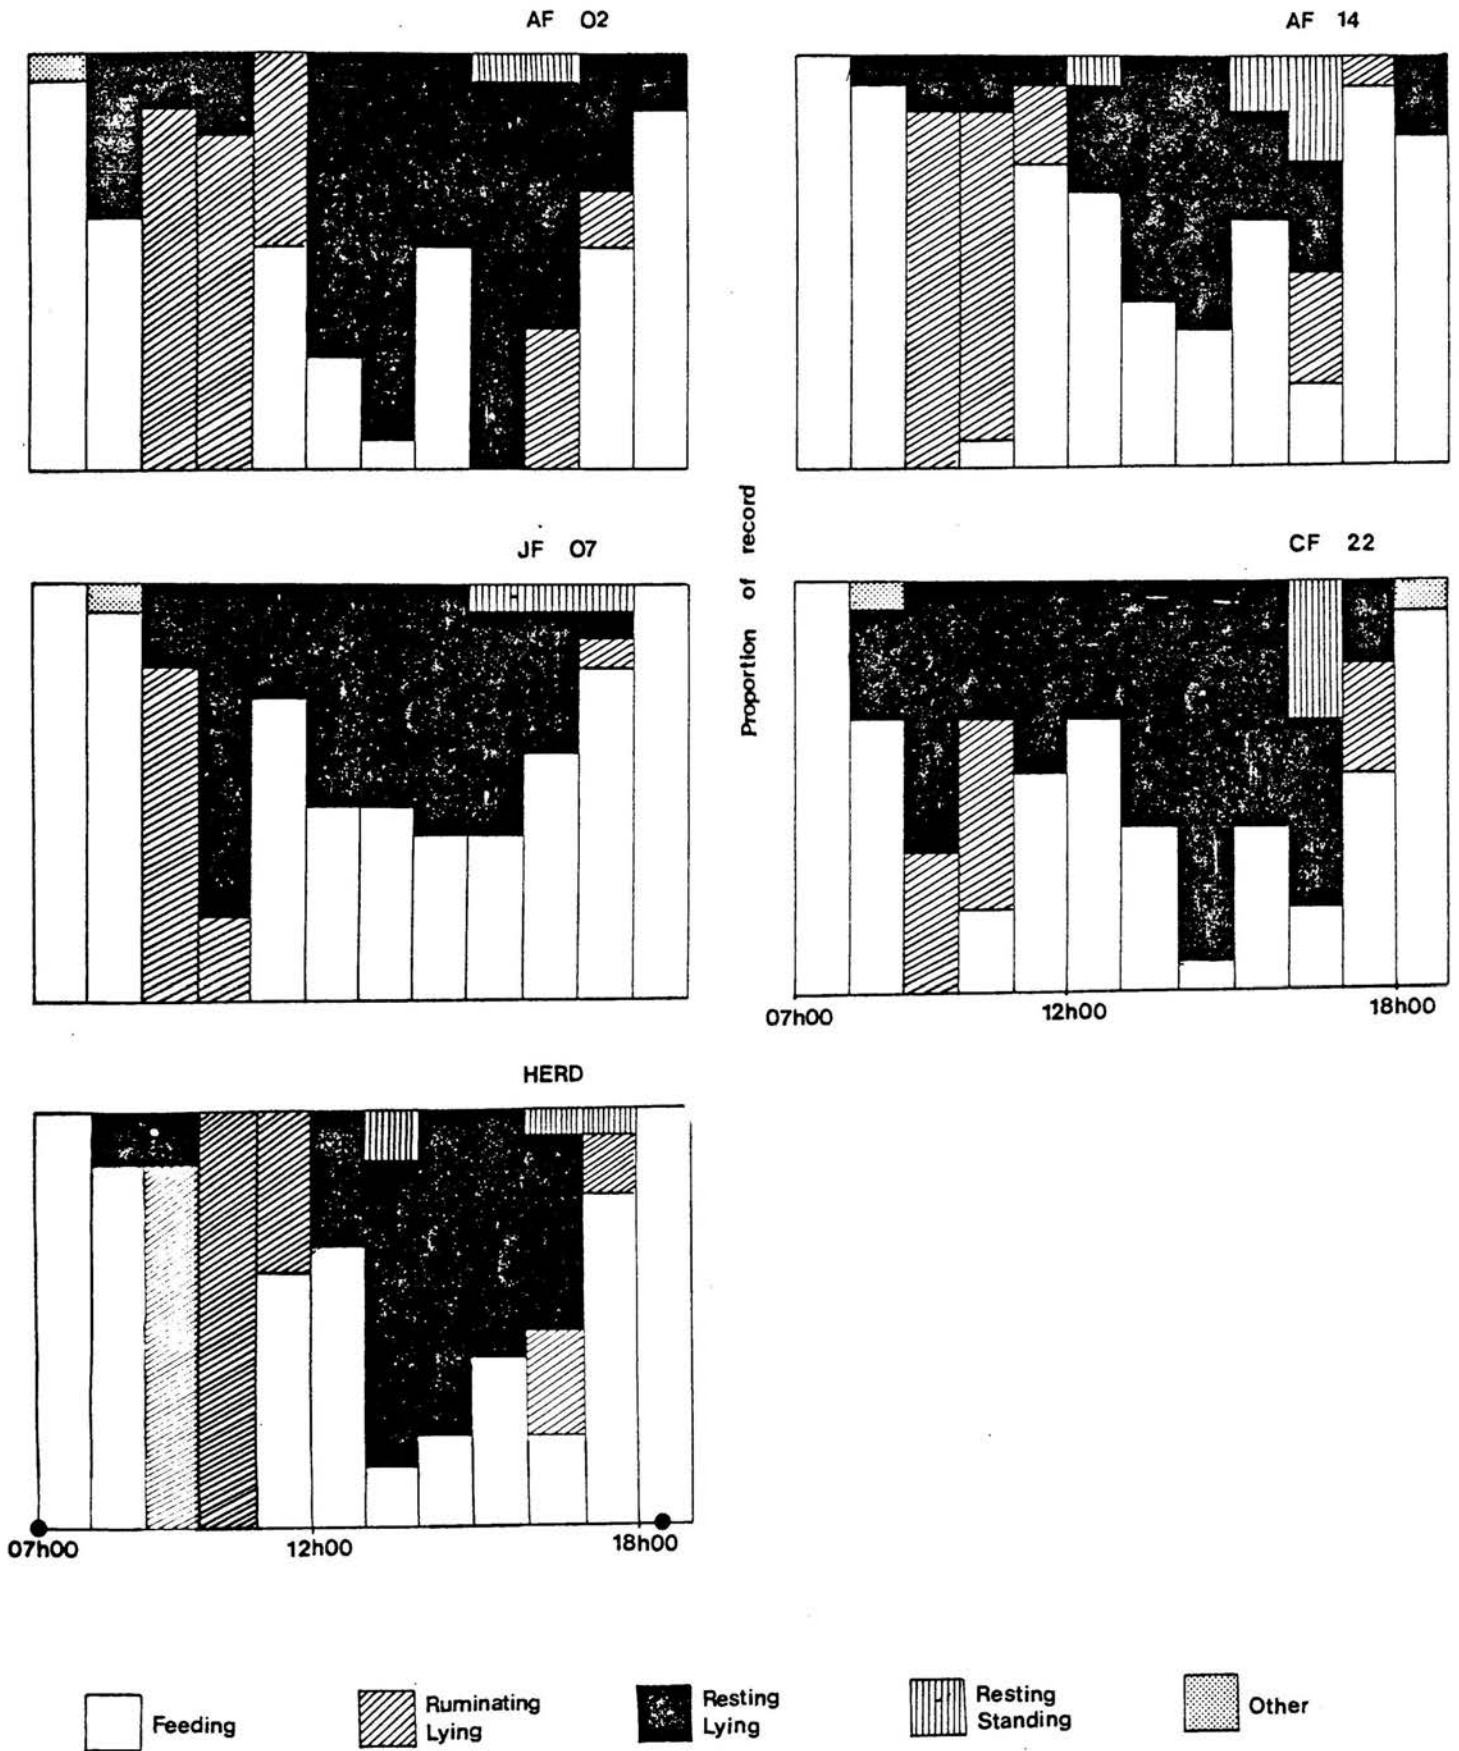 AF 02
AF 14
JF 07
Proportion of record
CF 22
07h00 12h00 18h00
HERD
07h00 12h00 18h00
Feeding
Ruminating
Lying
Resting
Lying
Resting
Standing
Other